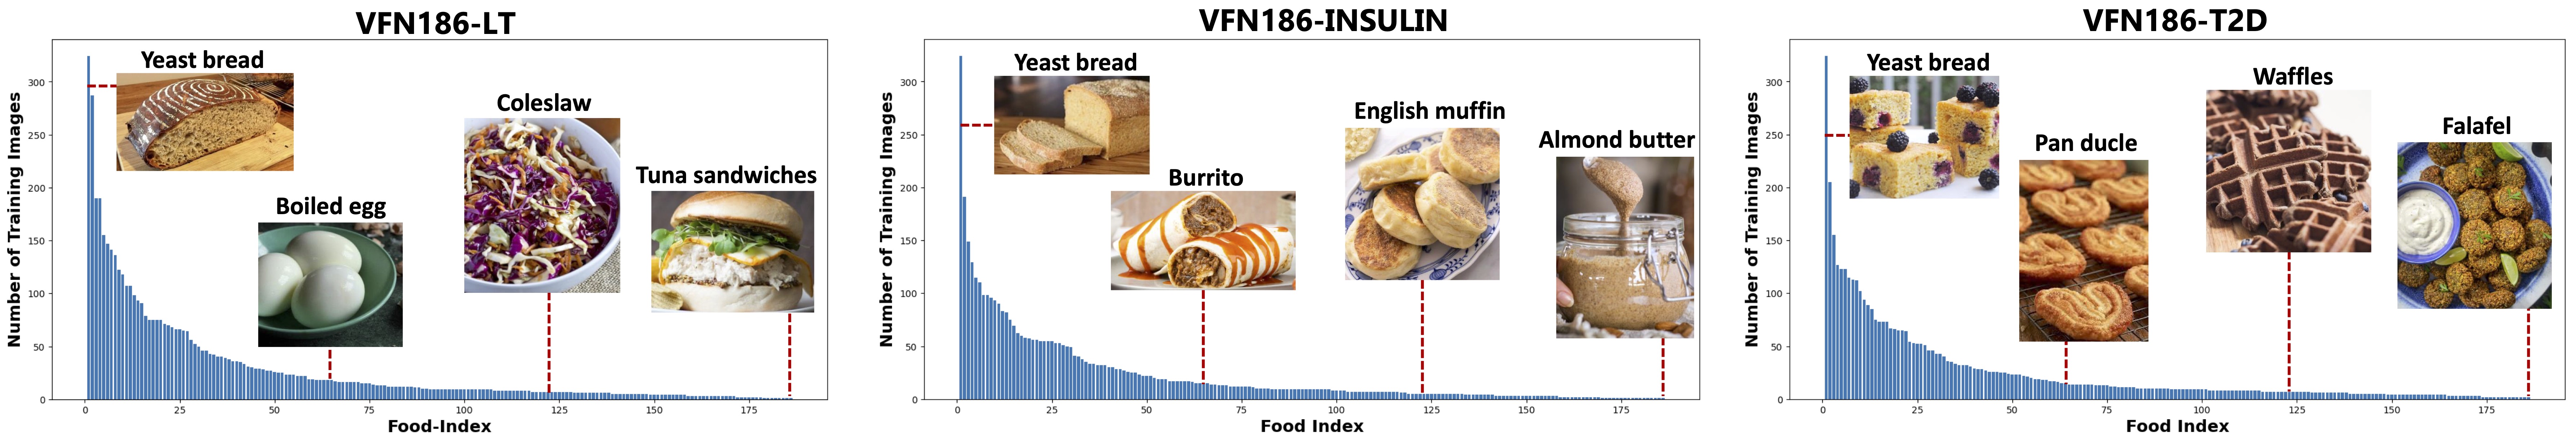 VFN186-LT
Number of Training Images
300
250
200
150
100
50
0
Yeast bread
Boiled egg
Coleslaw
Tuna sandwiches
0 25 50 75 100 125 150 175
Food-Index
VFN186-INSULIN
Number of Training Images
300
250
200
150
100
50
0
Yeast bread
Burrito
English muffin
Almond butter
0 25 50 75 100 125 150 175
Food Index
VFN186-T2D
Number of Training Images
300
250
200
150
100
50
0
Yeast bread
Pan ducle
Waffles
Falafel
0 25 50 75 100 125 150 175
Food Index